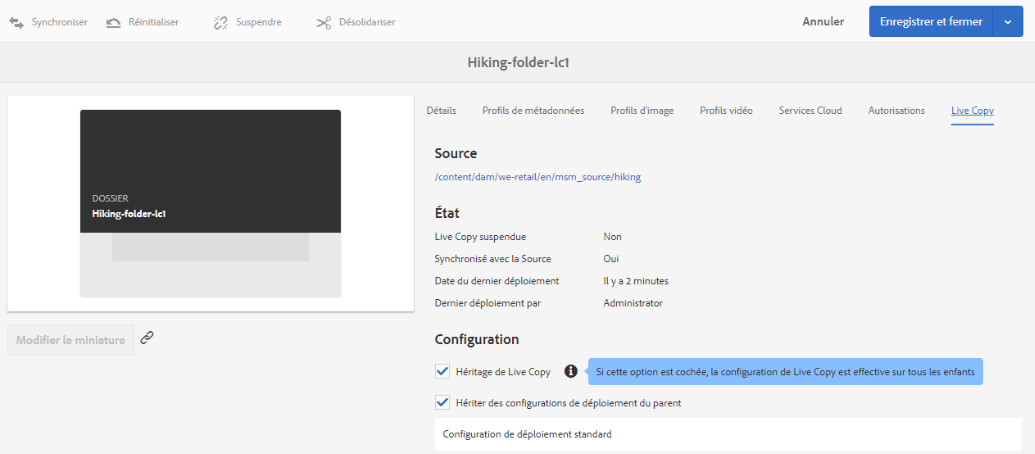 Synchroniser Réinitialiser Suspendre Désolidariser Annuler Enregistrer et fermer
Hiking-folder-lc1
Détails Profils de métadonnées Profils d'image Profils vidéo Services Cloud Autorisations Live Copy
DOSSIER
Hiking-folder-lc1
Modifier la miniature
Source
/content/dam/we-retail/en/msm_source/hiking
État
Live Copy suspendue Non
Synchronisé avec la Source Oui
Date du dernier déploiement Il y a 2 minutes
Dernier déploiement par Administrator
Configuration
Héritage de Live Copy Si cette option est cochée, la configuration de Live Copy est effective sur tous les enfants
Hériter des configurations de déploiement du parent
Configuration de déploiement standard